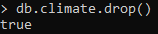 > db.climate.drop()
true